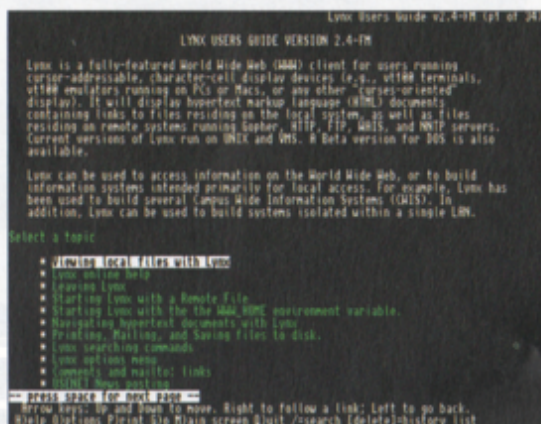 Lynx Users Guide v2.4-FM (p1 of 34)
LYNX USERS GUIDE VERSION 2.4-FM
Lynx is a fully-featured World Wide Web (WWW) client for users running
cursor-addressable, character-cell display devices (e.g., vt100 terminals,
vt100 emulators running on PCs or Macs, or any other "curses-oriented"
display). It will display hypertext markup language (HTML) documents
containing links to files residing on the local system, as well as files
residing on remote systems running Gopher, HTTP, FTP, WAIS, and NNTP servers.
Current versions of Lynx run on UNIX and VMS. A Beta version for DOS is also
available.
Lynx can be used to access information on the World Wide Web, or to build
information systems intended primarily for local access. For example, Lynx has
been used to build several Campus Wide Information Systems (CWIS). In
addition, Lynx can be used to build systems isolated within a single LAN.
Select a topic
* Viewing local files with Lynx
* Lynx online help
* Leaving Lynx
* Starting Lynx with a Remote File
* Starting Lynx with the the WWW_HOME environment variable.
* Navigating hypertext documents with Lynx
* Printing, Mailing, and Saving files to disk.
* Lynx searching commands
* Lynx options menu
* Comments and mailto: links
* USENET News posting
-- press space for next page --
Arrow keys: Up and Down to move. Right to follow a link; Left to go back.
H)elp O)ptions P)rint G)o M)ain screen Q)uit /=search [delete]=history list